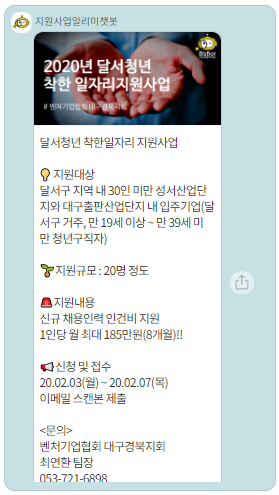 지원사업알리미챗봇
2020년 달서청년
착한 일자리지원사업
# 벤처기업협회 대구경북지회
달서청년 착한일자리 지원사업
지원대상
달서구 지역 내 30인 미만 성서산업단
지와 대구출판산업단지 내 입주기업(달
서구 거주, 만 19세 이상 ~ 만 39세 미
만 청년구직자)
지원규모 : 20명 정도
지원내용
신규 채용인력 인건비 지원
1인당 월 최대 185만원(8개월)!!
신청 및 접수
20.02.03(월) ~ 20.02.07(목)
이메일 스캔본 제출
<문의>
벤처기업협회 대구경북지회
최연환 팀장
053-721-6898